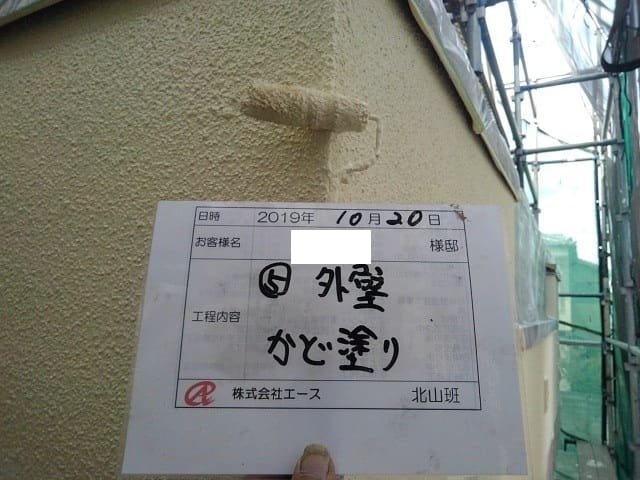 日時 2019年 10月20日
お客様名 様邸
工程内容
⑤ 外壁
かど塗り
株式会社エース 北山班